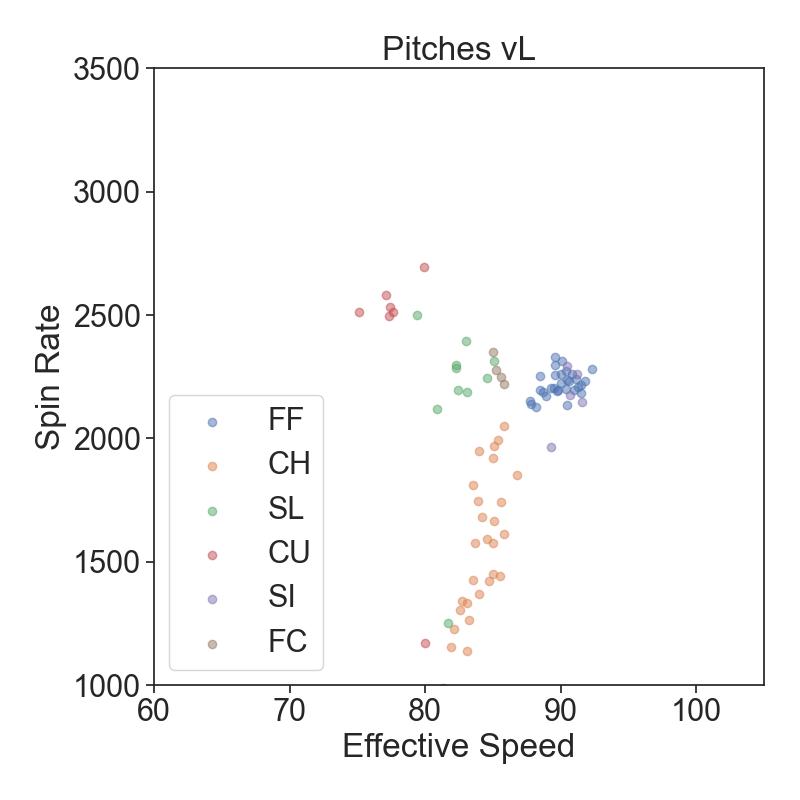 Pitches vL
3500
3000
2500
2000
1500
1000
Spin Rate
FF
CH
SL
CU
SI
FC
60 70 80 90 100
Effective Speed